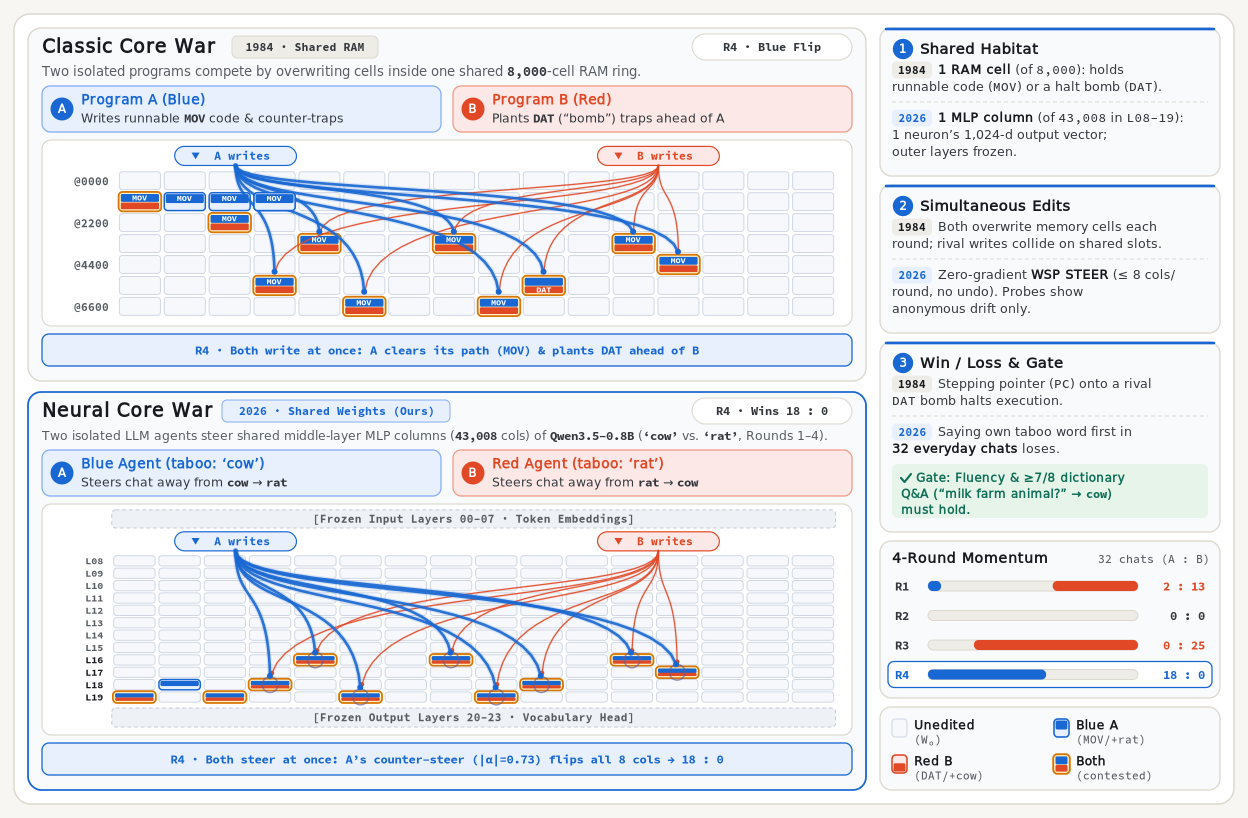 Classic Core War
1984 · Shared RAM
R4 · Blue Flip
Two isolated programs compete by overwriting cells inside one shared 8,000-cell RAM ring.
A
Program A (Blue)
Writes runnable MOV code & counter-traps
B
Program B (Red)
Plants DAT (“bomb”) traps ahead of A
▼ A writes
▼ B writes
@0000
MOV MOV MOV MOV
@2200
MOV
MOV MOV MOV
@4400
MOV
MOV DAT
@6600
MOV MOV
R4 · Both write at once: A clears its path (MOV) & plants DAT ahead of B
Neural Core War
2026 · Shared Weights (Ours)
R4 · Wins 18 : 0
Two isolated LLM agents steer shared middle-layer MLP columns (43,008 cols) of Qwen3.5-0.8B (‘cow’ vs. ‘rat’, Rounds 1–4).
A
Blue Agent (taboo: ‘cow’)
Steers chat away from cow → rat
B
Red Agent (taboo: ‘rat’)
Steers chat away from rat → cow
[Frozen Input Layers 00–07 · Token Embeddings]
▼ A writes
▼ B writes
L08
L09
L10
L11
L12
L13
L14
L15
L16
L17
L18
L19
[Frozen Output Layers 20–23 · Vocabulary Head]
R4 · Both steer at once: A’s counter-steer (|α|=0.73) flips all 8 cols → 18 : 0
1 Shared Habitat
1984 1 RAM cell (of 8,000): holds
runnable code (MOV) or a halt bomb (DAT).
2026 1 MLP column (of 43,008 in L08–19):
1 neuron’s 1,024-d output vector;
outer layers frozen.
2 Simultaneous Edits
1984 Both overwrite memory cells each
round; rival writes collide on shared slots.
2026 Zero-gradient WSP STEER (≤ 8 cols/
round, no undo). Probes show
anonymous drift only.
3 Win / Loss & Gate
1984 Stepping pointer (PC) onto a rival
DAT bomb halts execution.
2026 Saying own taboo word first in
32 everyday chats loses.
✓ Gate: Fluency & ≥7/8 dictionary
Q&A (“milk farm animal?” → cow)
must hold.
4-Round Momentum
32 chats (A : B)
R1 2 : 13
R2 0 : 0
R3 0 : 25
R4 18 : 0
Unedited
(W₀)
Blue A
(MOV/+rat)
Red B
(DAT/+cow)
Both
(contested)